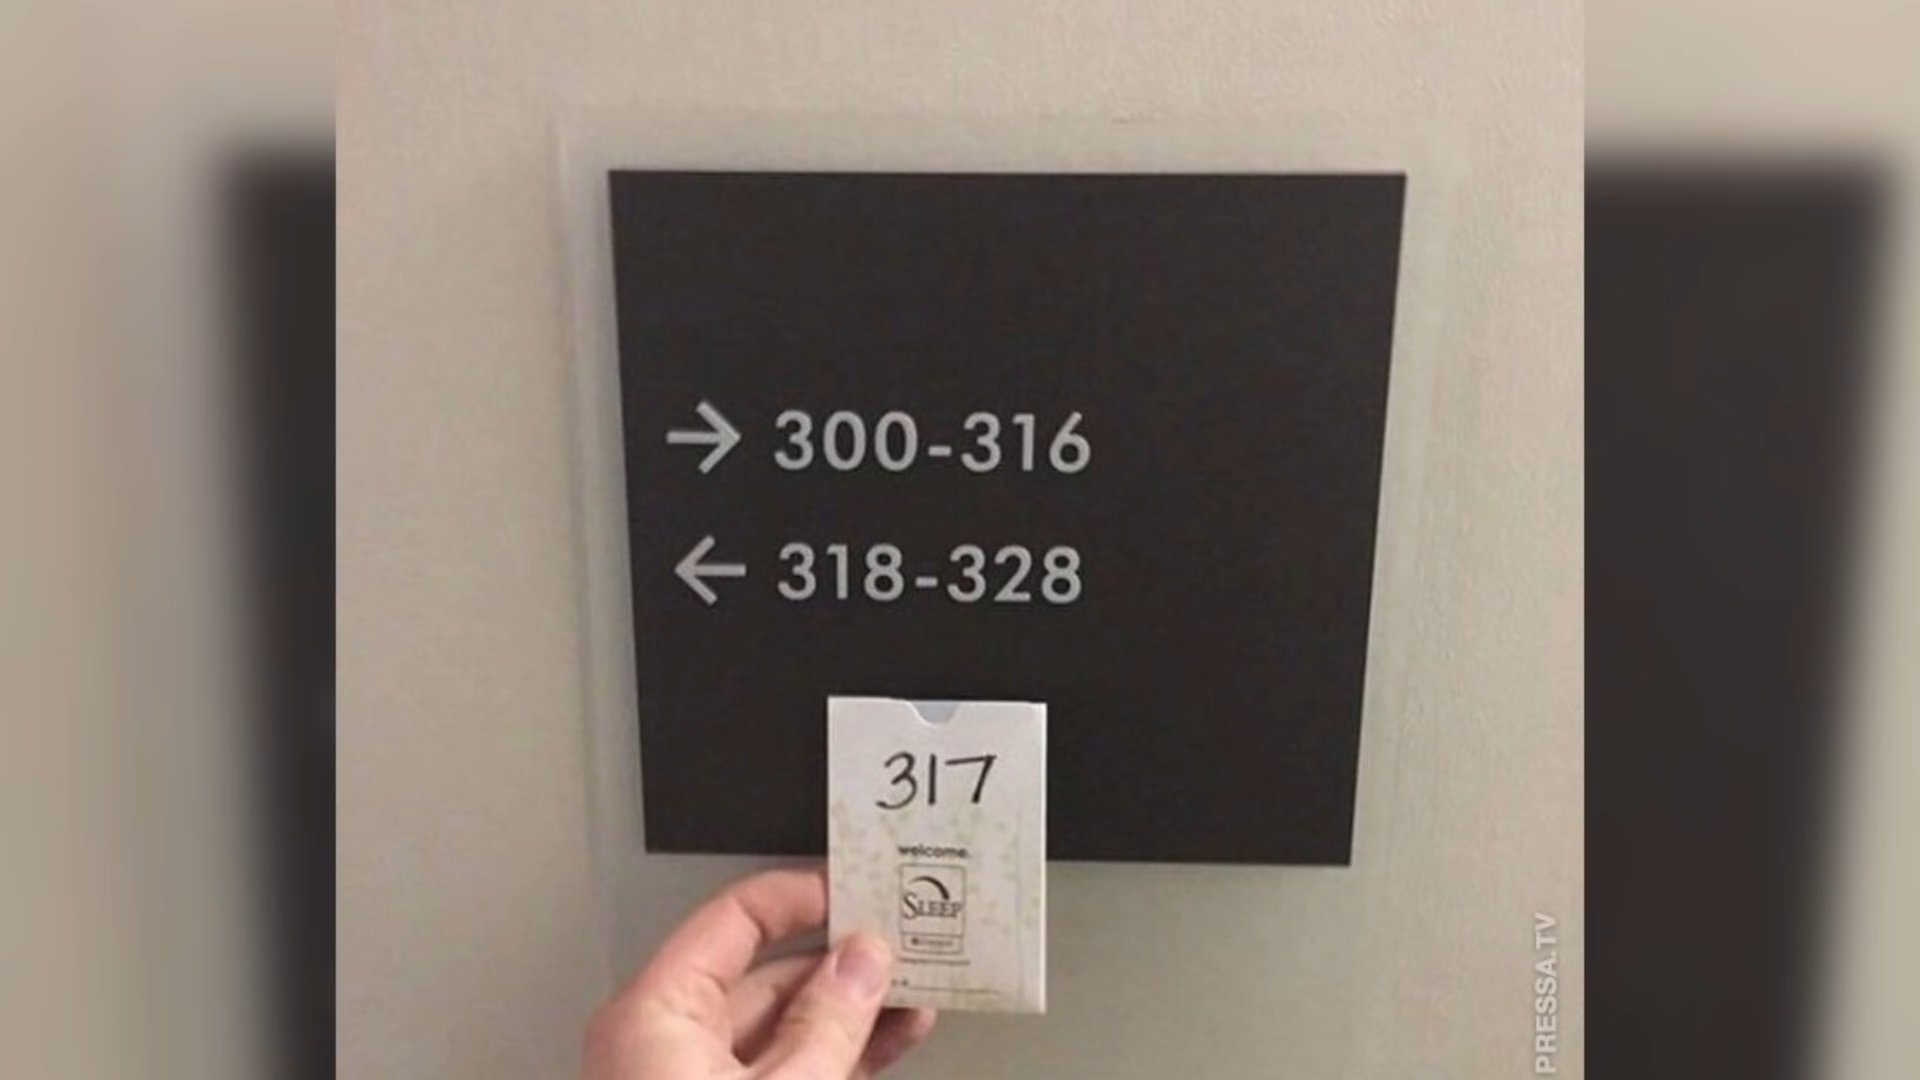 → 300-316
← 318-328
317
welcome.
SLEEP
PRESSA.TV